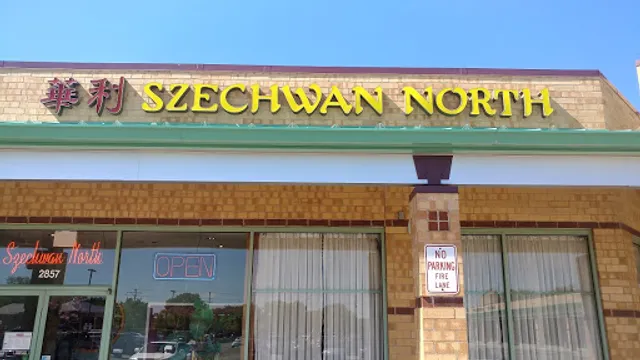 華利 SZECHWAN NORTH
Szechwan North
2857
OPEN
NO
PARKING
FIRE
LANE